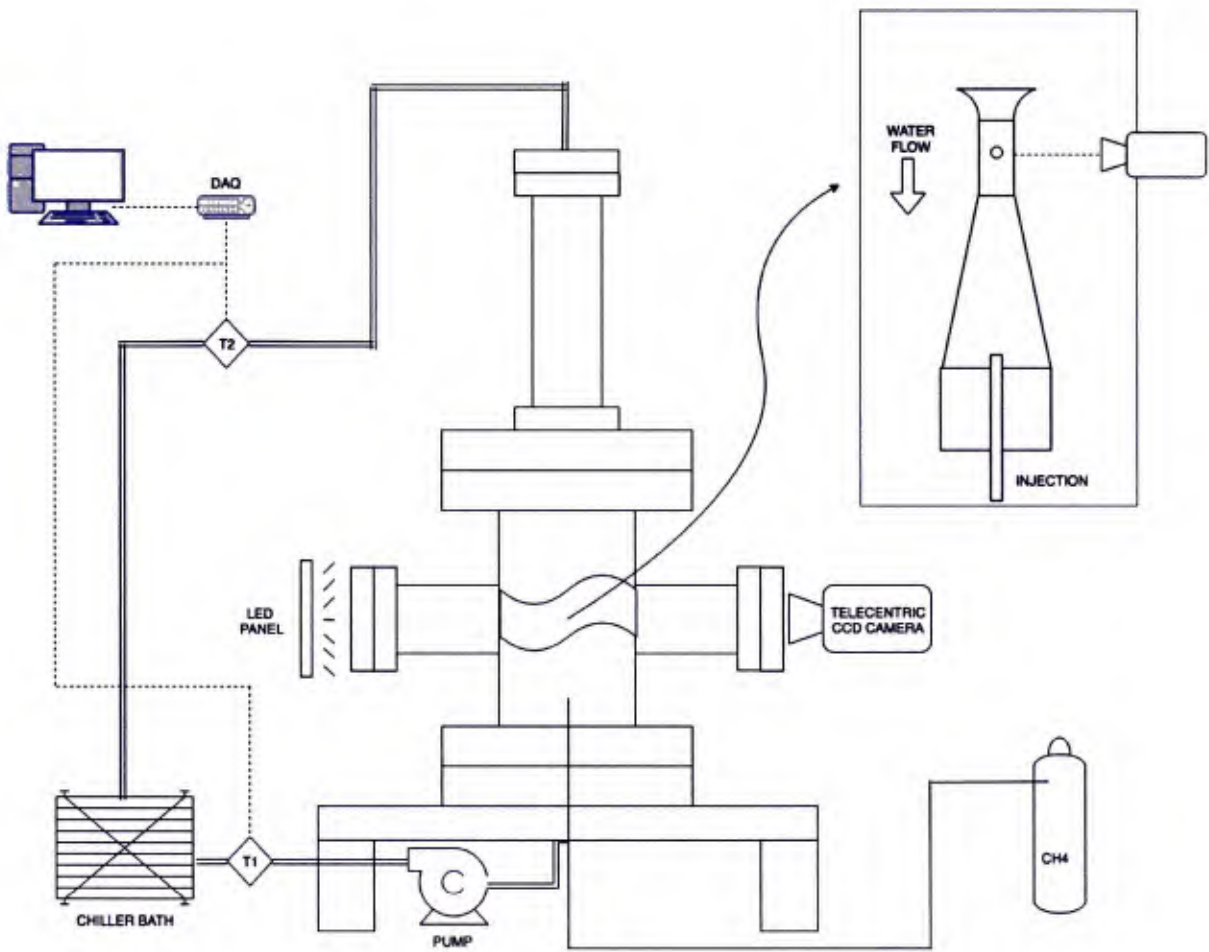 WATER
FLOW
DAQ
T2
INJECTION
LED
PANEL
TELECENTRIC
CCD CAMERA
T1
C
CH4
CHILLER BATH
PUMP